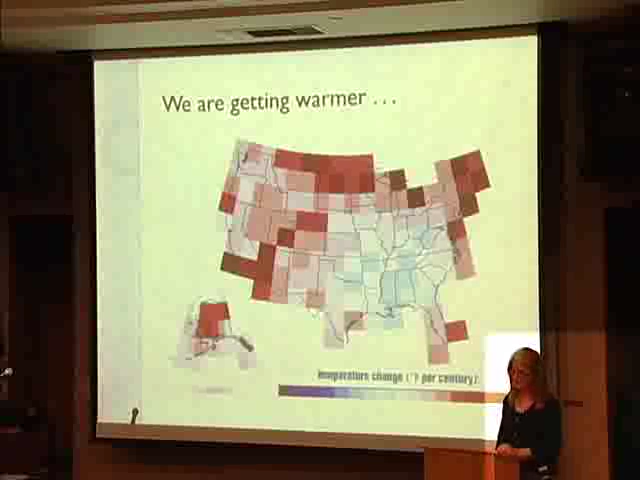 We are getting warmer . . .
Temperature change (°F per century):